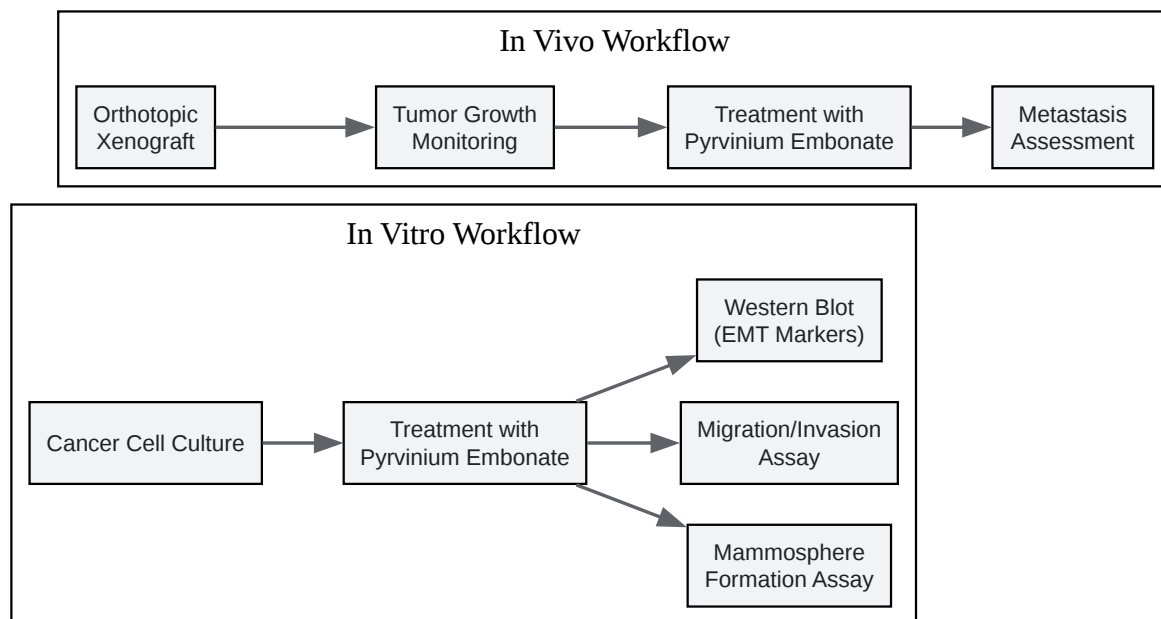 In Vivo Workflow
Orthotopic
Xenograft
Tumor Growth
Monitoring
Treatment with
Pyrvinium Embonate
Metastasis
Assessment
In Vitro Workflow
Cancer Cell Culture
Treatment with
Pyrvinium Embonate
Western Blot
(EMT Markers)
Migration/Invasion
Assay
Mammosphere
Formation Assay